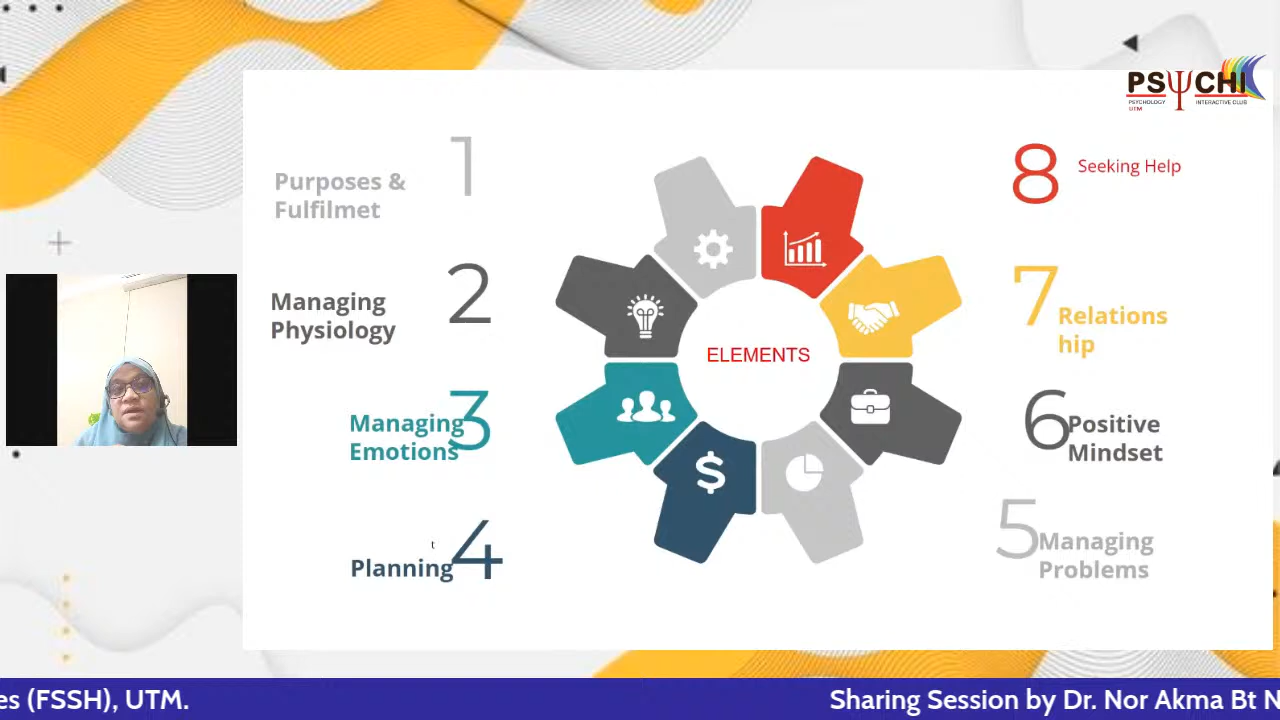 PSYCHI
PSYCHOLOGY INTERACTIVE CLUB
UTM
1
Purposes &
Fulfilmet
2
Managing
Physiology
3
Managing
Emotions
t
4
Planning
ELEMENTS
8
Seeking Help
7
Relations
hip
6
Positive
Mindset
5
Managing
Problems
$
es (FSSH), UTM.
Sharing Session by Dr. Nor Akma Bt N